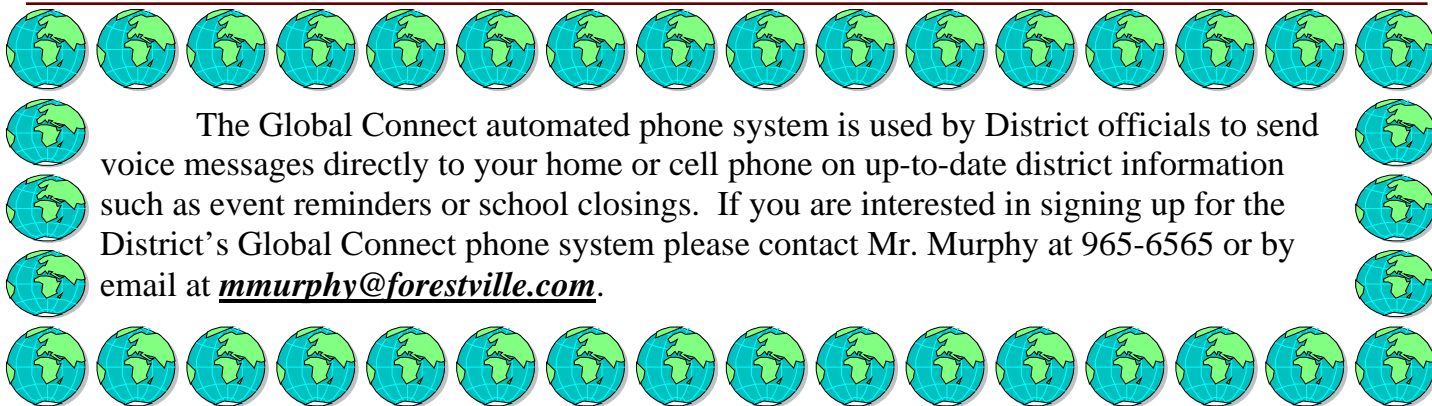 The Global Connect automated phone system is used by District officials to send
voice messages directly to your home or cell phone on up-to-date district information
such as event reminders or school closings.  If you are interested in signing up for the
District’s Global Connect phone system please contact Mr. Murphy at 965-6565 or by
email at mmurphy@forestville.com.